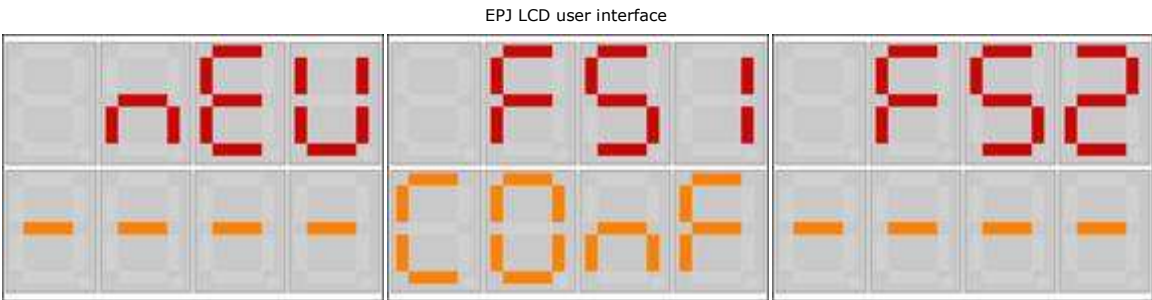 EPJ LCD user interface
nEU FS1 FS2
---- COnF ----